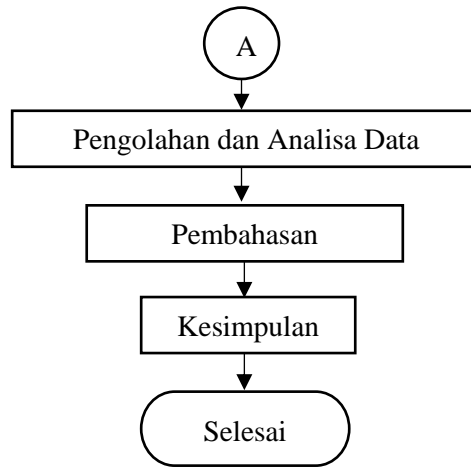 A
Pengolahan dan Analisa Data
Pembahasan
Kesimpulan
Selesai